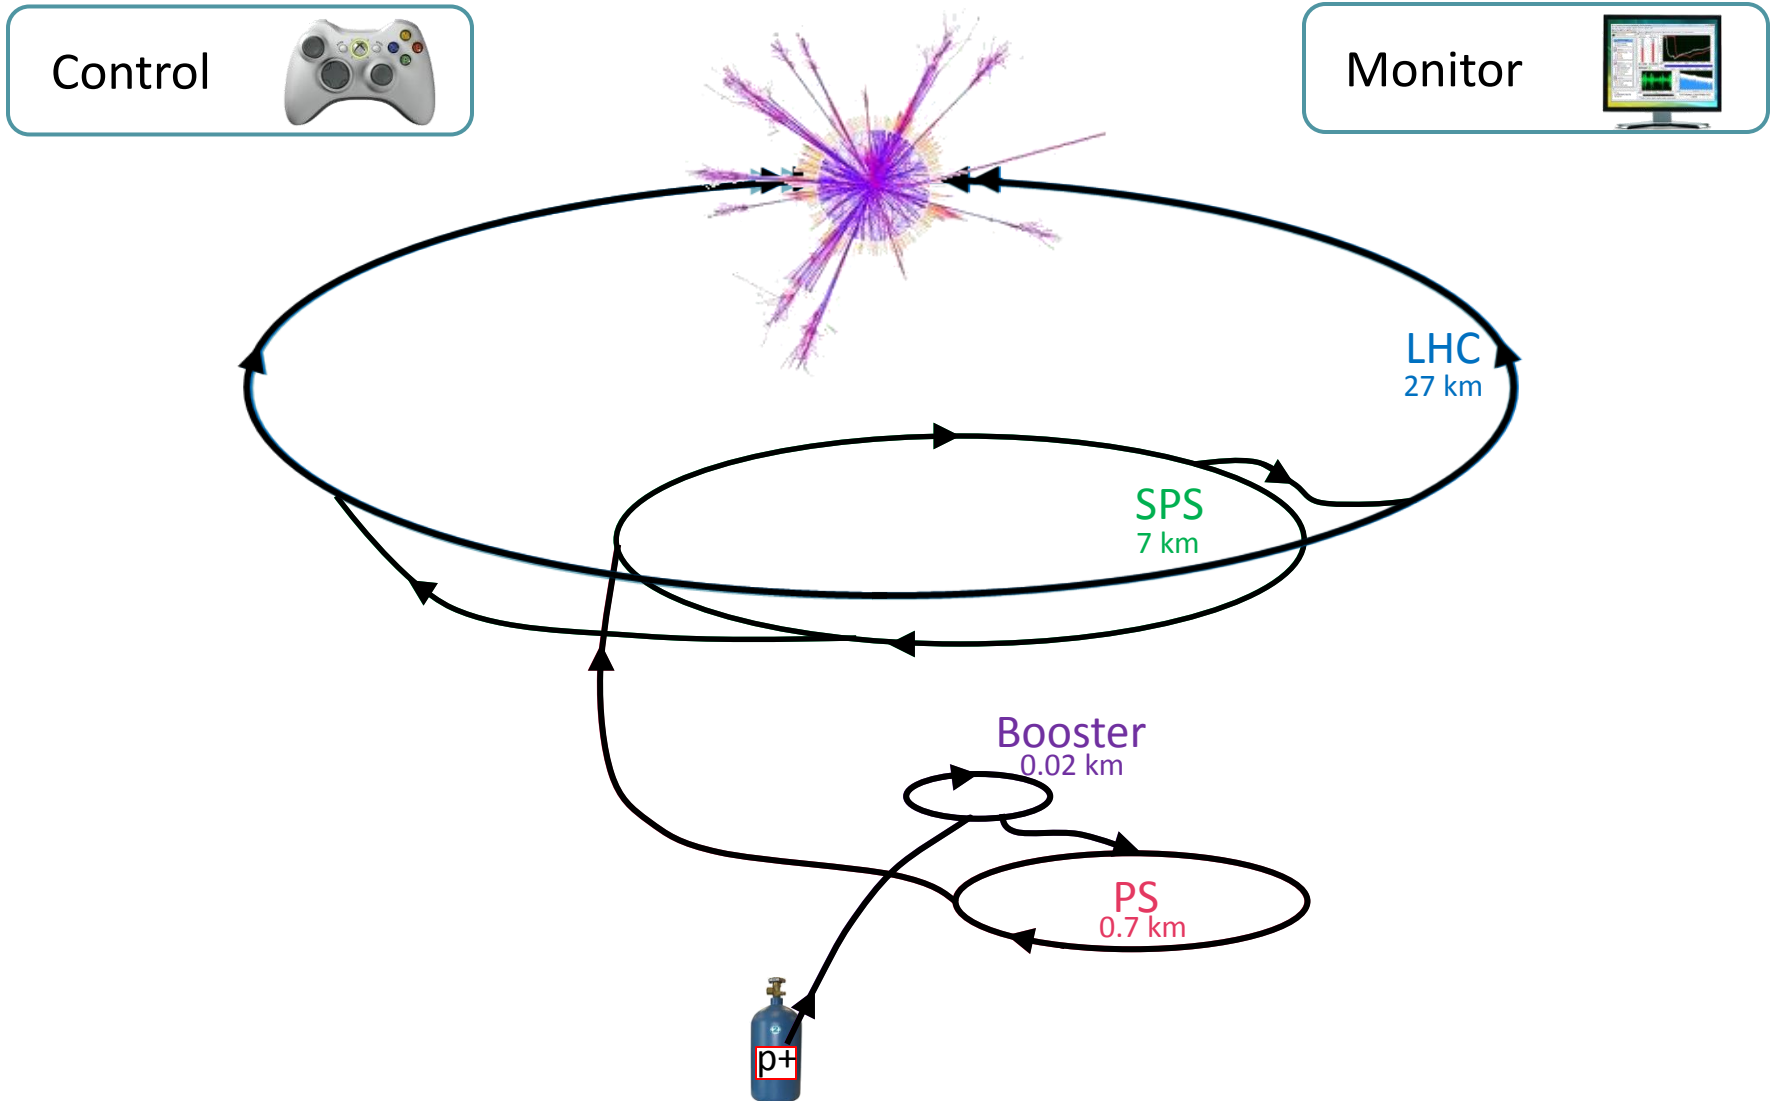 Control
Monitor
LHC
27 km
SPS
7 km
Booster
0.02 km
PS
0.7 km
p+